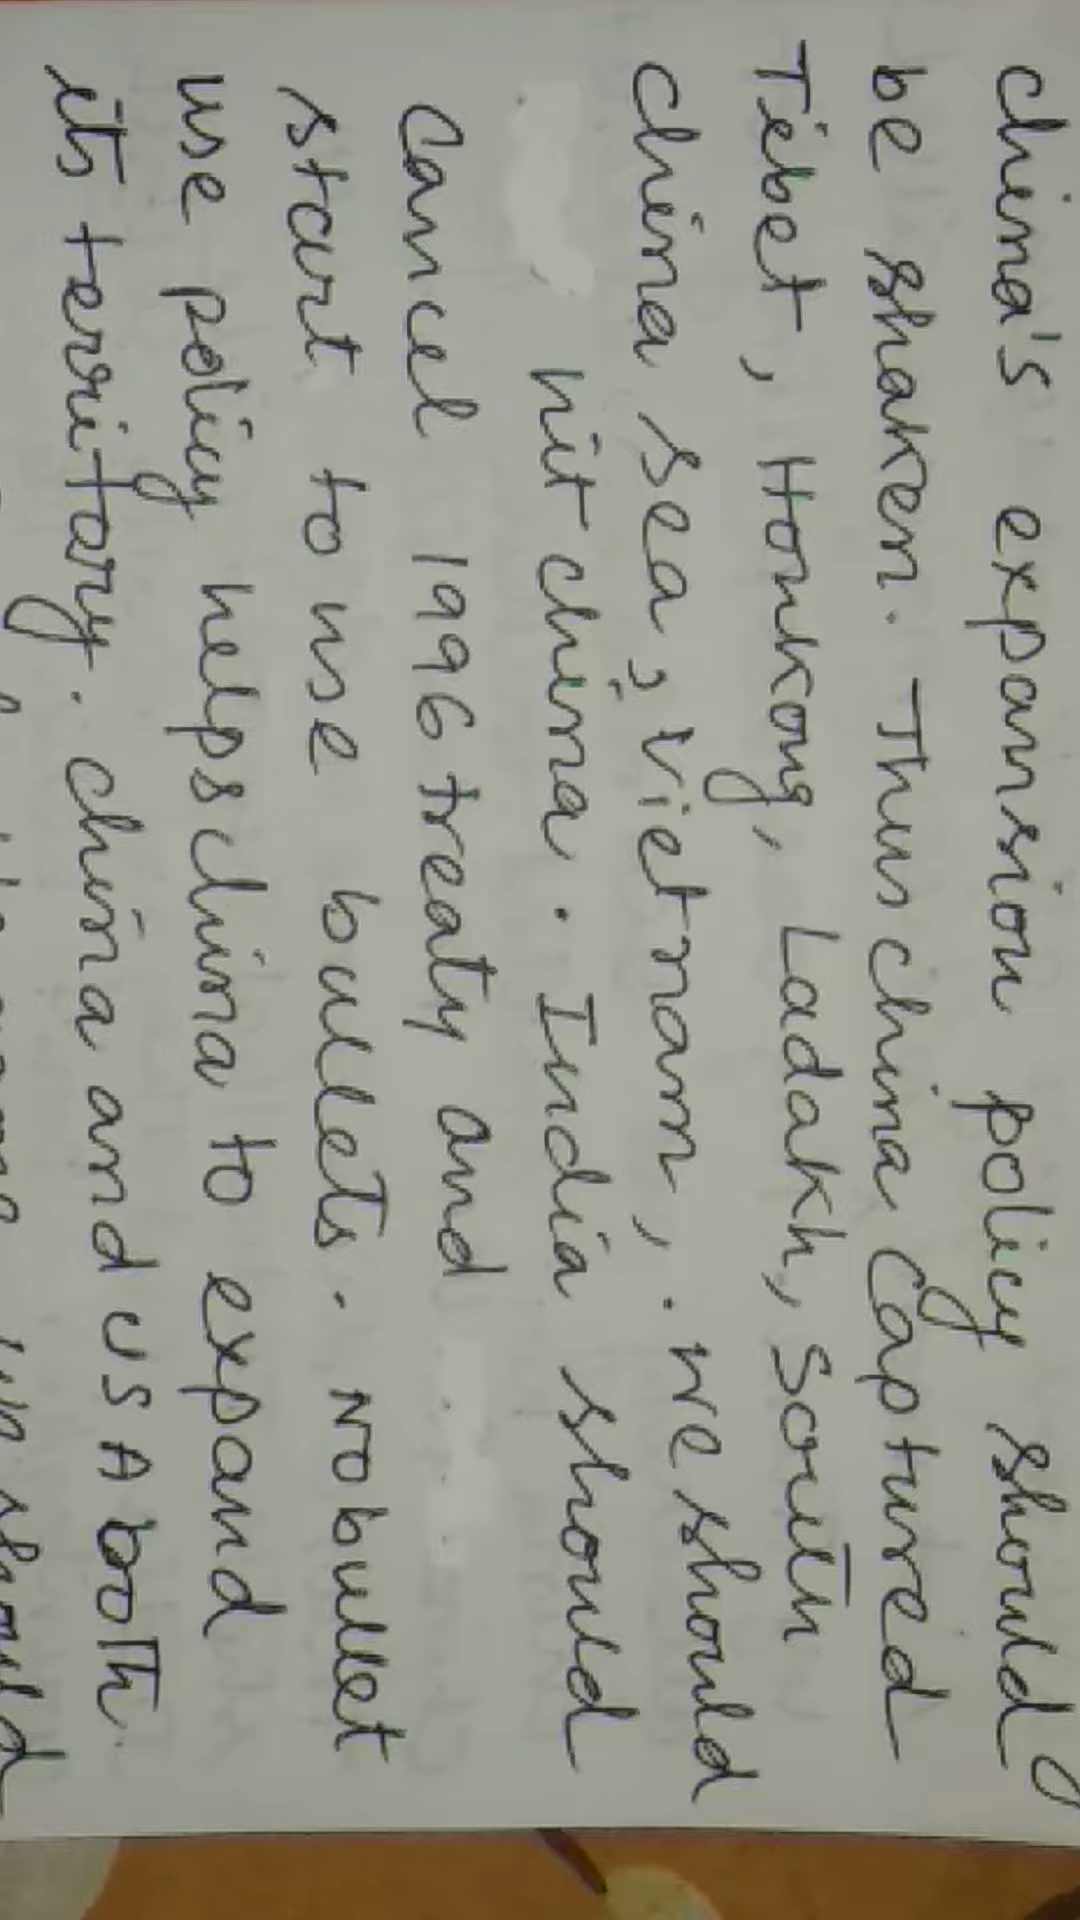 china's expansion policy should
be shaken. Thus china captured
Tibet, Honkong, Ladakh, South
china sea, Vietnam, . we should
hit china . India should
cancel 1996 treaty and
start to use bullets. No bullet
use policy helps china to expand
its territary. china and USA both
should